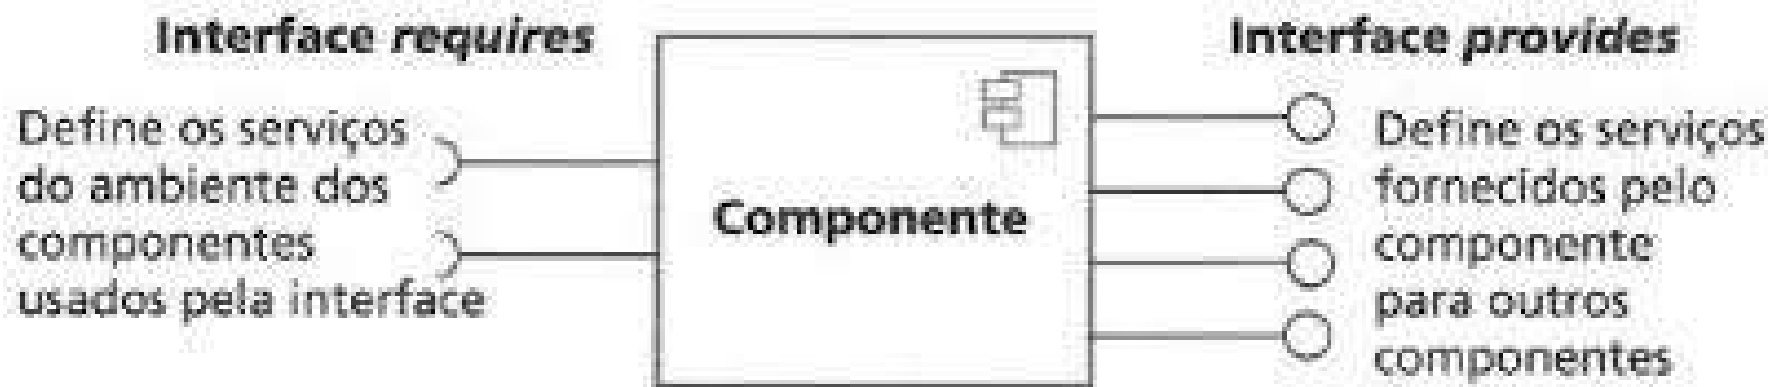 Interface requires
Define os serviços
do ambiente dos
componentes
usados pela interface
Componente
Interface provides
Define os serviços
fornecidos pelo
componente
para outros
componentes